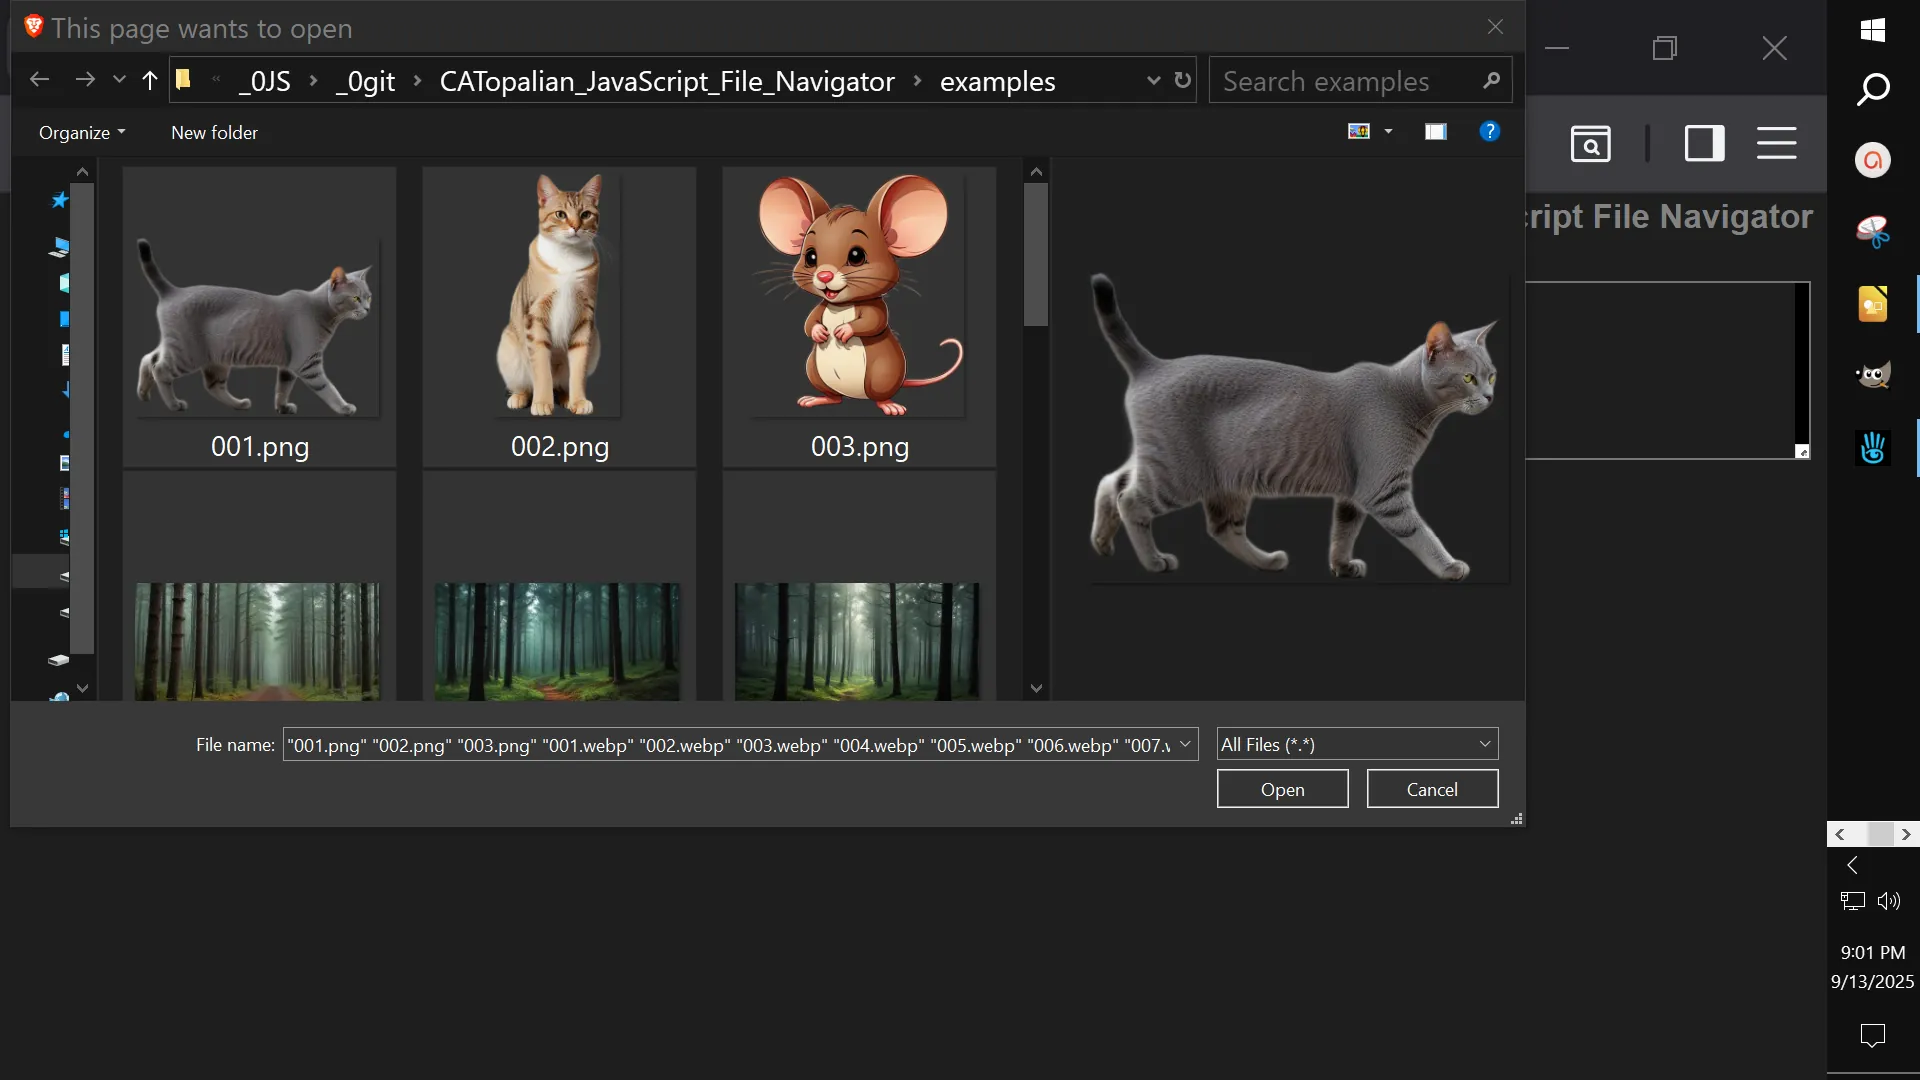 This page wants to open
« _0JS › _0git › CATopalian_JavaScript_File_Navigator › examples
Search examples
Organize
New folder
?
cript File Navigator
001.png
002.png
003.png
File name:
"001.png" "002.png" "003.png" "001.webp" "002.webp" "003.webp" "004.webp" "005.webp" "006.webp" "007.
All Files (*.*)
Open
Cancel
9:01 PM
9/13/2025